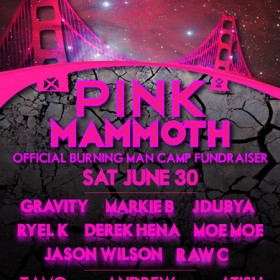 PINK
MAMMOTH
OFFICIAL BURNING MAN CAMP FUNDRAISER
SAT JUNE 30
GRAVITY MARKIE B JDUBYA
RYEL K DEREK HENA MOE MOE
JASON WILSON RAW C